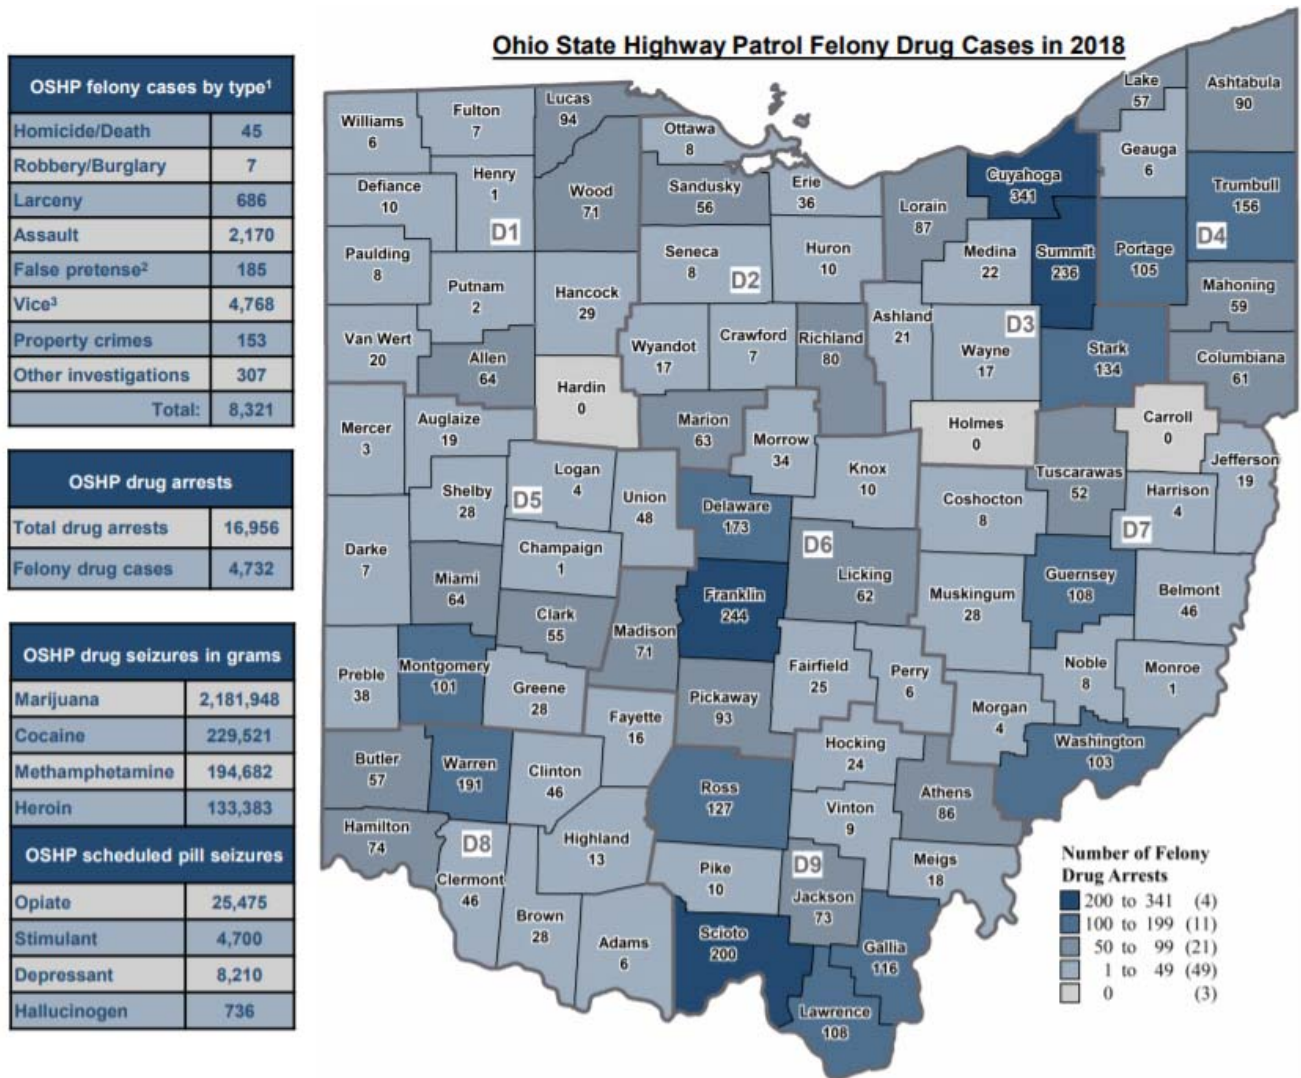 Ohio State Highway Patrol Felony Drug Cases in 2018
OSHP felony cases by type¹
Homicide/Death 45
Robbery/Burglary 7
Larceny 686
Assault 2,170
False pretense² 185
Vice³ 4,768
Property crimes 153
Other investigations 307
Total: 8,321
OSHP drug arrests
Total drug arrests 16,956
Felony drug cases 4,732
OSHP drug seizures in grams
Marijuana 2,181,948
Cocaine 229,521
Methamphetamine 194,682
Heroin 133,383
OSHP scheduled pill seizures
Opiate 25,475
Stimulant 4,700
Depressant 8,210
Hallucinogen 736
Williams
6
Fulton
7
Lucas
94
Ottawa
8
Lake
57
Ashtabula
90
Geauga
6
Cuyahoga
341
Trumbull
156
Defiance
10
Henry
1
D1
Wood
71
Sandusky
56
Erie
36
Lorain
87
Medina
22
Summit
236
Portage
105
D4
Paulding
8
Putnam
2
Hancock
29
Seneca
8
D2
Huron
10
Ashland
21
Mahoning
59
Van Wert
20
Allen
64
Hardin
0
Wyandot
17
Crawford
7
Richland
80
Wayne
17
D3
Stark
134
Columbiana
61
Mercer
3
Auglaize
19
Marion
63
Morrow
34
Holmes
0
Carroll
0
Jefferson
19
Shelby
28
D5
Logan
4
Union
48
Delaware
173
Knox
10
Coshocton
8
Tuscarawas
52
Harrison
4
D7
Darke
7
Miami
64
Champaign
1
Clark
55
Madison
71
Franklin
244
D6
Licking
62
Muskingum
28
Guernsey
108
Belmont
46
Preble
38
Montgomery
101
Greene
28
Fayette
16
Pickaway
93
Fairfield
25
Perry
6
Morgan
4
Noble
8
Monroe
1
Butler
57
Warren
191
Clinton
46
Ross
127
Hocking
24
Athens
86
Washington
103
Hamilton
74
D8
Clermont
46
Highland
13
Pike
10
Vinton
9
D9
Jackson
73
Meigs
18
Brown
28
Adams
6
Scioto
200
Gallia
116
Lawrence
108
Number of Felony
Drug Arrests
200 to 341 (4)
100 to 199 (11)
50 to 99 (21)
1 to 49 (49)
0 (3)